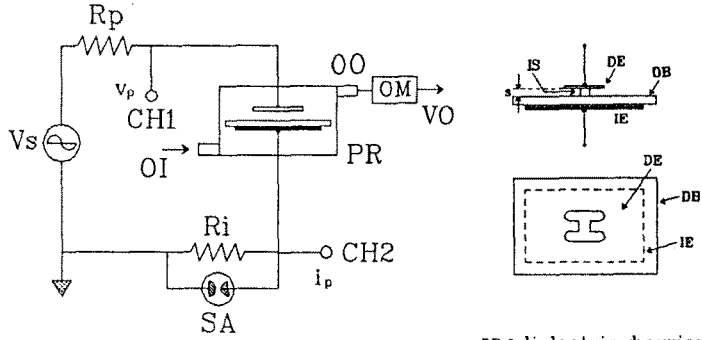 Rp
Vs
vp
CH1
OO
OM
VO
OI
PR
Ri
CH2
ip
SA
IS
DE
DB
s
IE
DE
DB
IE